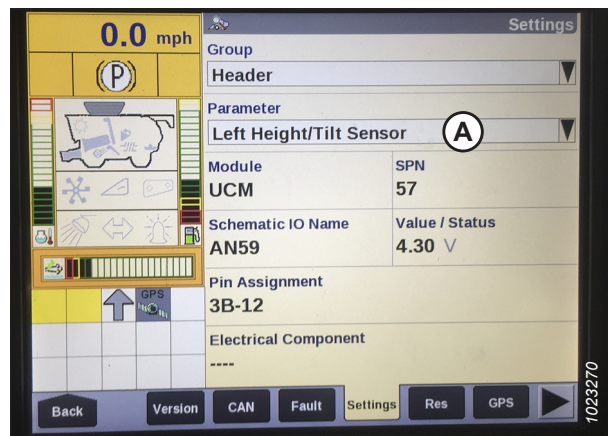 0.0 mph
Settings
(P)
Group
Header
Parameter
Left Height/Tilt Sensor
A
Module
UCM
SPN
57
Schematic IO Name
AN59
Value / Status
4.30 V
Pin Assignment
3B-12
GPS
Electrical Component
----
Back
Version
CAN
Fault
Settings
Res
GPS
1023270